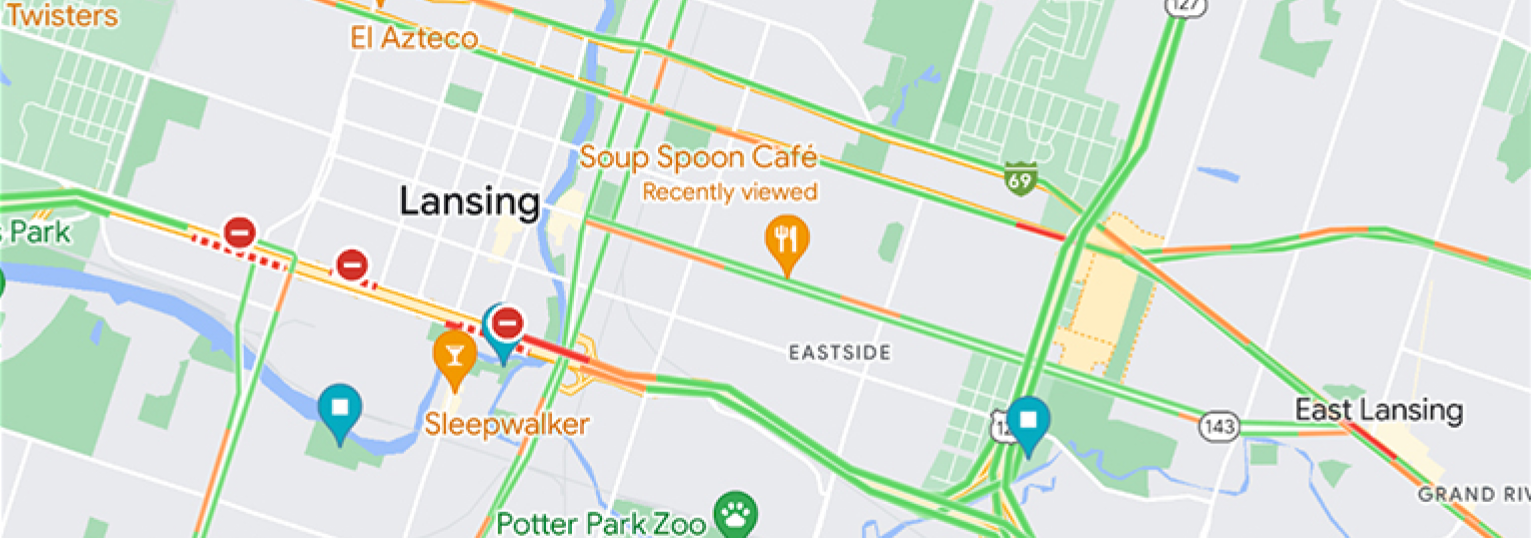 Twisters
127
El Azteco
Soup Spoon Café
Recently viewed
69
Lansing
Park
EASTSIDE
East Lansing
143
Sleepwalker
GRAND RIV
Potter Park Zoo